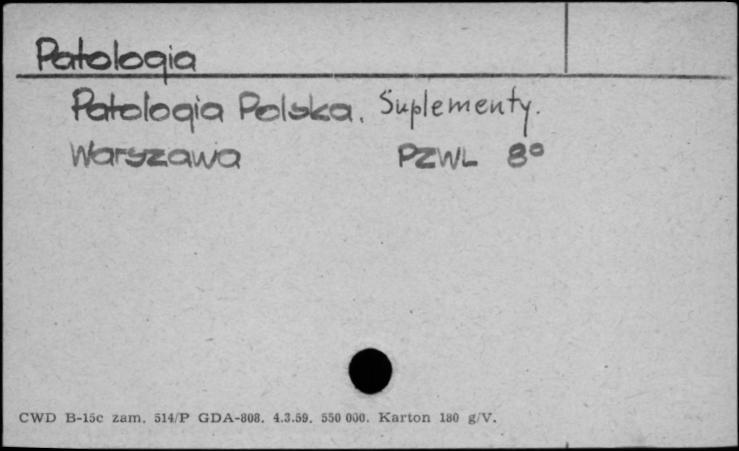 Patologia
Patologia Polska. Suplementy.
Warszawa PZWL 8°
CWD B-15c zam. 514/P GDA-808. 4.3.59. 550 000. Karton 180 g/V.